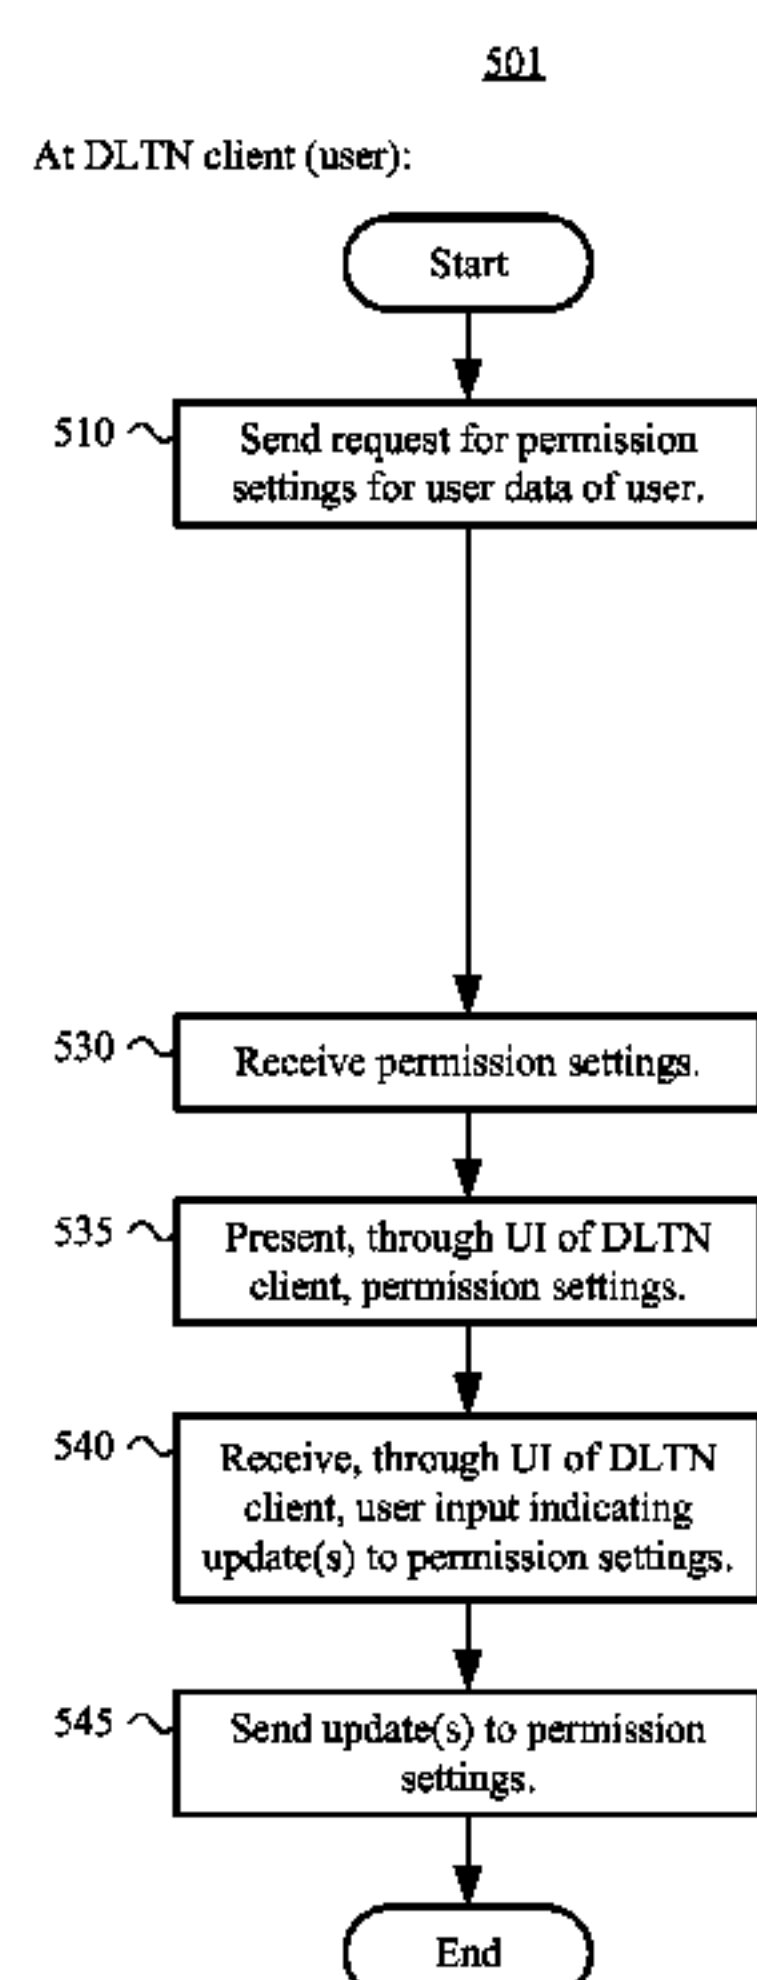 501
At DLTN client (user):
Start
510
Send request for permission
settings for user data of user.
530
Receive permission settings.
535
Present, through UI of DLTN
client, permission settings.
540
Receive, through UI of DLTN
client, user input indicating
update(s) to permission settings.
545
Send update(s) to permission
settings.
End